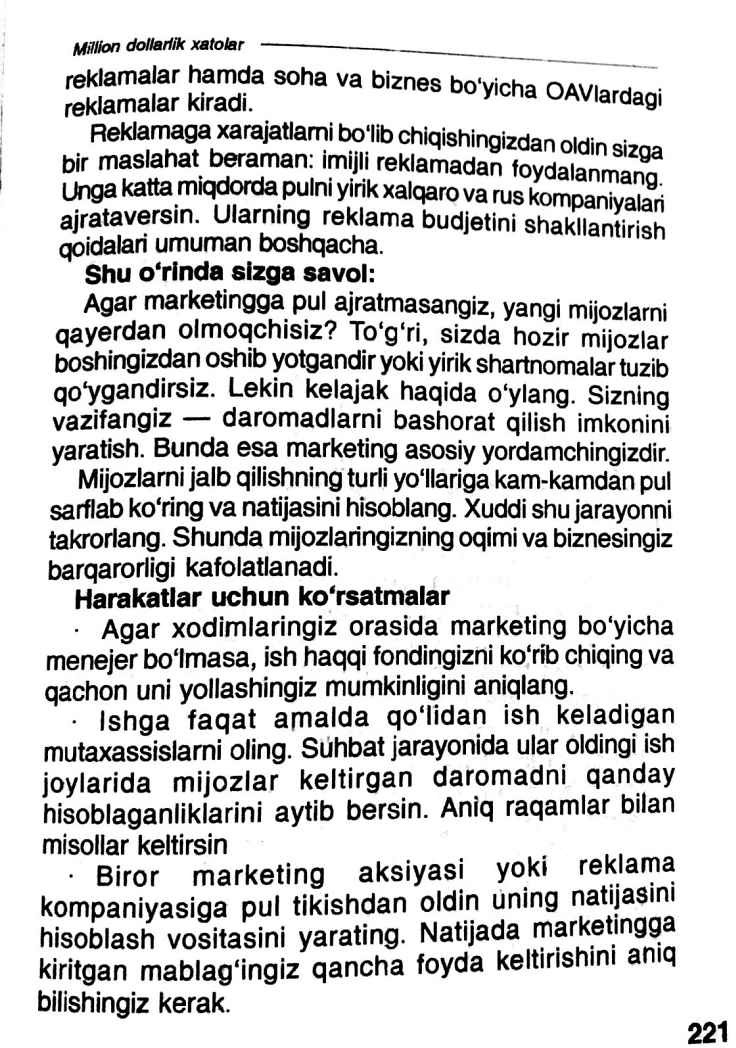 Million dollarlik xatolar
reklamalar hamda soha va biznes bo‘yicha OAVlardagi
reklamalar kiradi.
Reklamaga xarajatlarni bo‘lib chiqishingizdan oldin sizga
bir maslahat beraman: imijli reklamadan foydalanmang.
Unga katta miqdorda pulni yirik xalqaro va rus kompaniyalari
ajrataversin. Ularning reklama budjetini shakllantirish
qoidalari umuman boshqacha.
Shu o‘rinda sizga savol:
Agar marketingga pul ajratmasangiz, yangi mijozlarni
qayerdan olmoqchisiz? To‘g‘ri, sizda hozir mijozlar
boshingizdan oshib yotgandir yoki yirik shartnomalar tuzib
qo‘ygandirsiz. Lekin kelajak haqida o‘ylang. Sizning
vazifangiz — daromadlarni bashorat qilish imkonini
yaratish. Bunda esa marketing asosiy yordamchingizdir.
Mijozlarni jalb qilishning turli yo‘llariga kam-kamdan pul
sarflab ko‘ring va natijasini hisoblang. Xuddi shu jarayonni
takrorlang. Shunda mijozlaringizning oqimi va biznesingiz
barqarorligi kafolatlanadi.
Harakatlar uchun ko‘rsatmalar
· Agar xodimlaringiz orasida marketing bo‘yicha
menejer bo‘lmasa, ish haqqi fondingizni ko‘rib chiqing va
qachon uni yollashingiz mumkinligini aniqlang.
· Ishga faqat amalda qo‘lidan ish keladigan
mutaxassislarni oling. Suhbat jarayonida ular oldingi ish
joylarida mijozlar keltirgan daromadni qanday
hisoblaganliklarini aytib bersin. Aniq raqamlar bilan
misollar keltirsin
· Biror marketing aksiyasi yoki reklama
kompaniyasiga pul tikishdan oldin uning natijasini
hisoblash vositasini yarating. Natijada marketingga
kiritgan mablag‘ingiz qancha foyda keltirishini aniq
bilishingiz kerak.
221